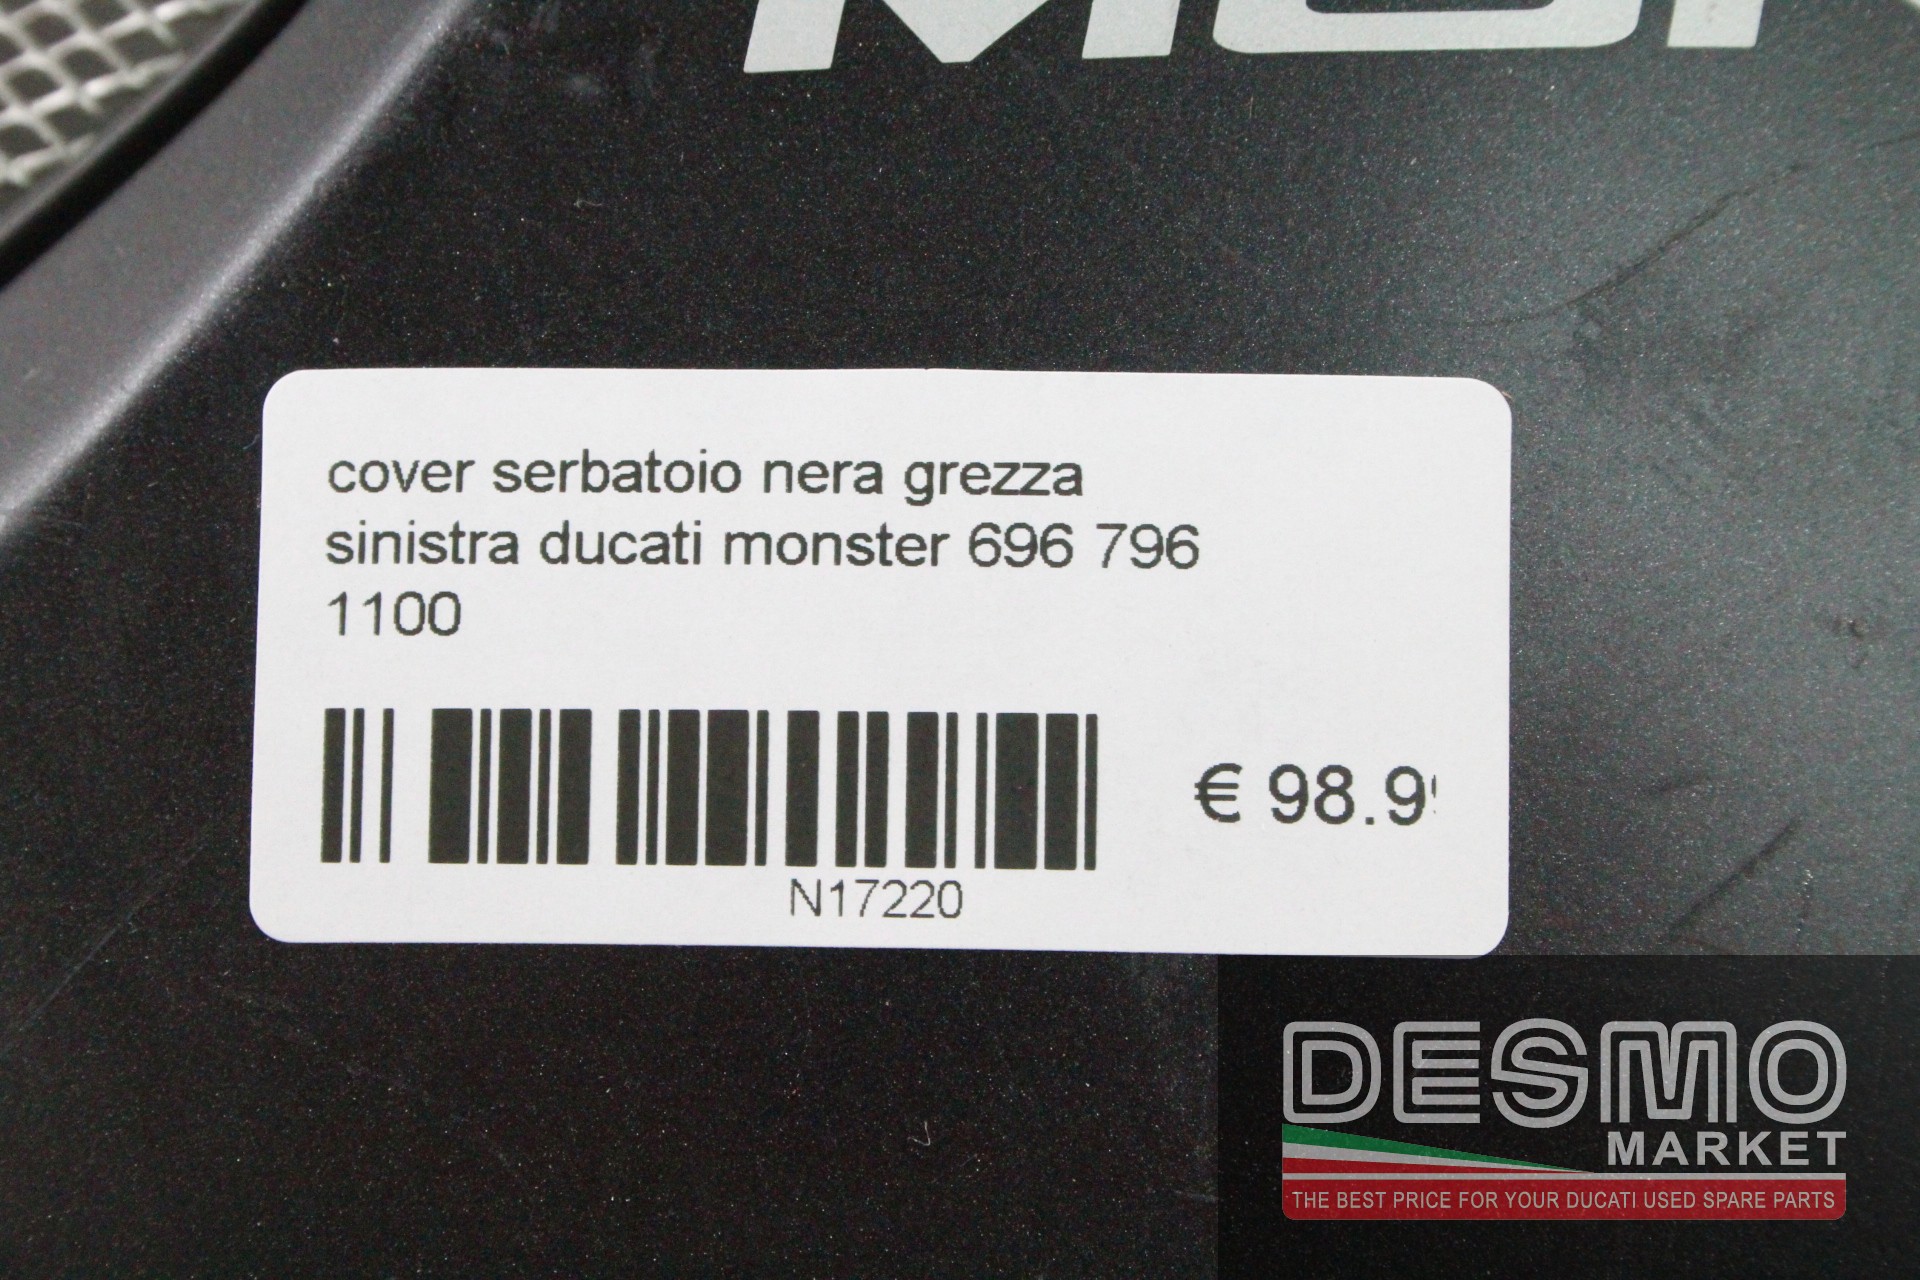 cover serbatoio nera grezza
sinistra ducati monster 696 796
1100
€ 98.9
N17220
DESMO
MARKET
THE BEST PRICE FOR YOUR DUCATI USED SPARE PARTS